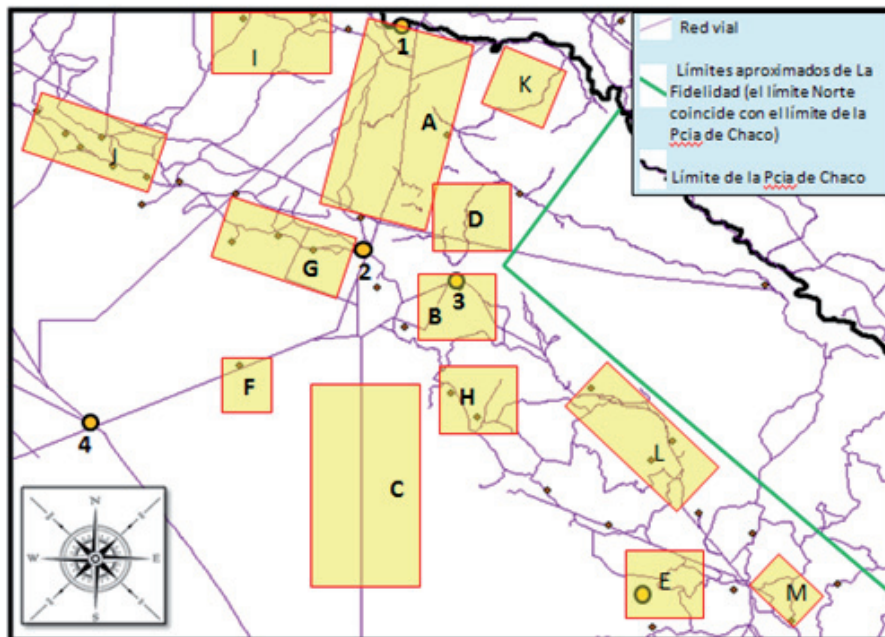 Red vial
Límites aproximados de La
Fidelidad (el límite Norte
coincide con el límite de la
Pcia de Chaco)
Límite de la Pcia de Chaco
1
I
K
A
J
D
G
2
3
B
F
H
4
C
L
E
M
N
W
E
S